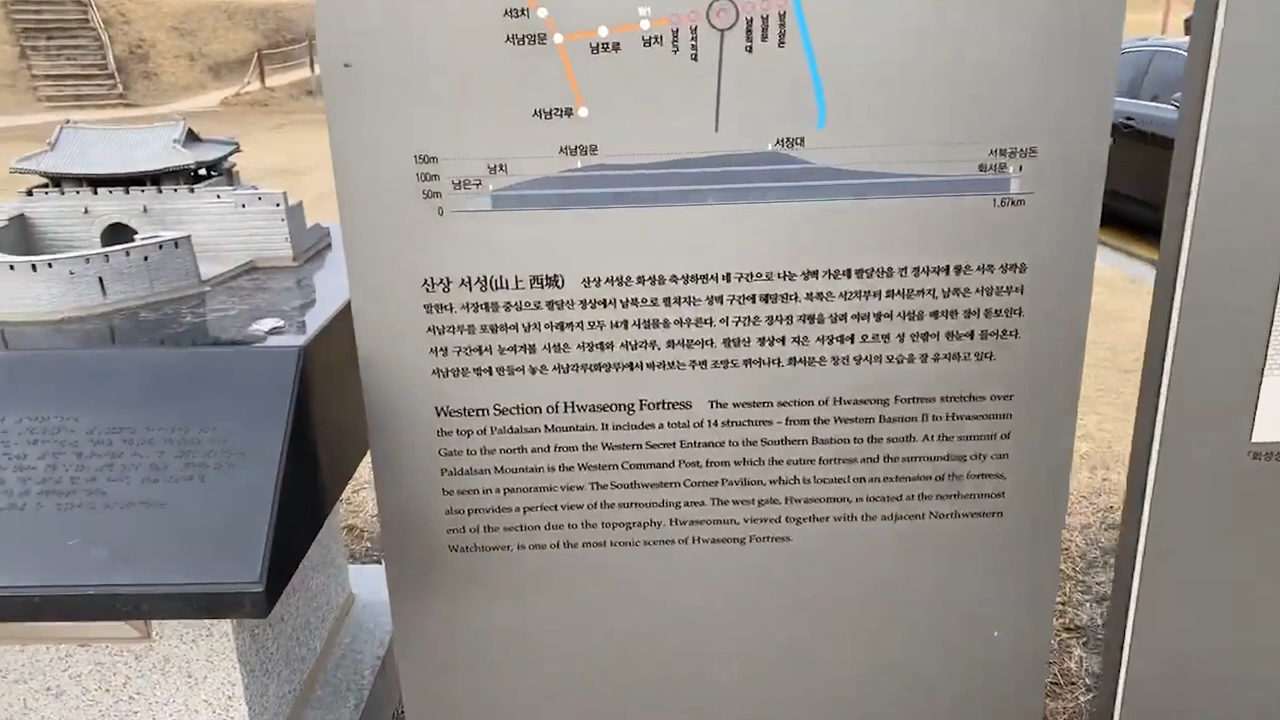 서3치
서남암문
남포루
남치
서남각루
서장대
서남암문
150m
서북공심돈
남치
100m
화서문
남은구
50m
0
1.67km
산상 서성(山上 西城) 산상 서성은 화성을 축성하면서 네 구간으로 나눈 성벽 가운데 팔달산을 낀 경사지에 쌓은 서쪽 성곽을
말한다. 서장대를 중심으로 팔달산 정상에서 남북으로 펼쳐지는 성벽 구간에 해당된다. 북쪽은 서2치부터 화서문까지, 남쪽은 서암문부터
서남각루를 포함하여 남치 아래까지 모두 14개 시설물을 아우른다. 이 구간은 경사진 지형을 살려 여러 방어 시설을 배치한 점이 돋보인다.
서성 구간에서 눈여겨볼 시설은 서장대와 서남각루, 화서문이다. 팔달산 정상에 지은 서장대에 오르면 성 안팎이 한눈에 들어온다.
서남암문 밖에 만들어 놓은 서남각루(화양루)에서 바라보는 주변 조망도 뛰어나다. 화서문은 창건 당시의 모습을 잘 유지하고 있다.
Western Section of Hwaseong Fortress The western section of Hwaseong Fortress stretches over
the top of Paldalsan Mountain. It includes a total of 14 structures – from the Western Bastion II to Hwaseomun
Gate to the north and from the Western Secret Entrance to the Southern Bastion to the south. At the summit of
Paldalsan Mountain is the Western Command Post, from which the entire fortress and the surrounding city can
be seen in a panoramic view. The Southwestern Corner Pavilion, which is located on an extension of the fortress,
also provides a perfect view of the surrounding area. The west gate, Hwaseomun, is located at the northernmost
end of the section due to the topography. Hwaseomun, viewed together with the adjacent Northwestern
Watchtower, is one of the most iconic scenes of Hwaseong Fortress.